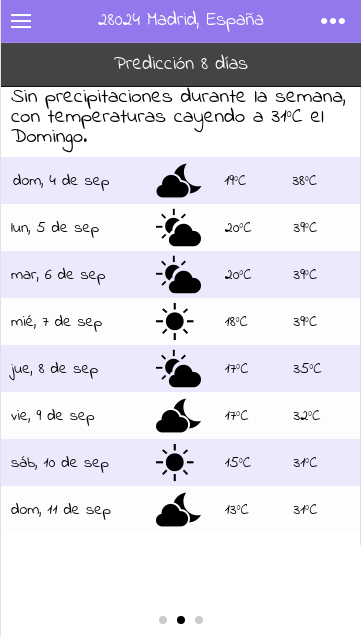 28024 Madrid, España
Predicción 8 días
Sin precipitaciones durante la semana,
con temperaturas cayendo a 31ºC el
Domingo.
dom, 4 de sep 19ºC 38ºC
lun, 5 de sep 20ºC 39ºC
mar, 6 de sep 20ºC 39ºC
mié, 7 de sep 18ºC 39ºC
jue, 8 de sep 17ºC 35ºC
vie, 9 de sep 17ºC 32ºC
sáb, 10 de sep 15ºC 31ºC
dom, 11 de sep 13ºC 31ºC